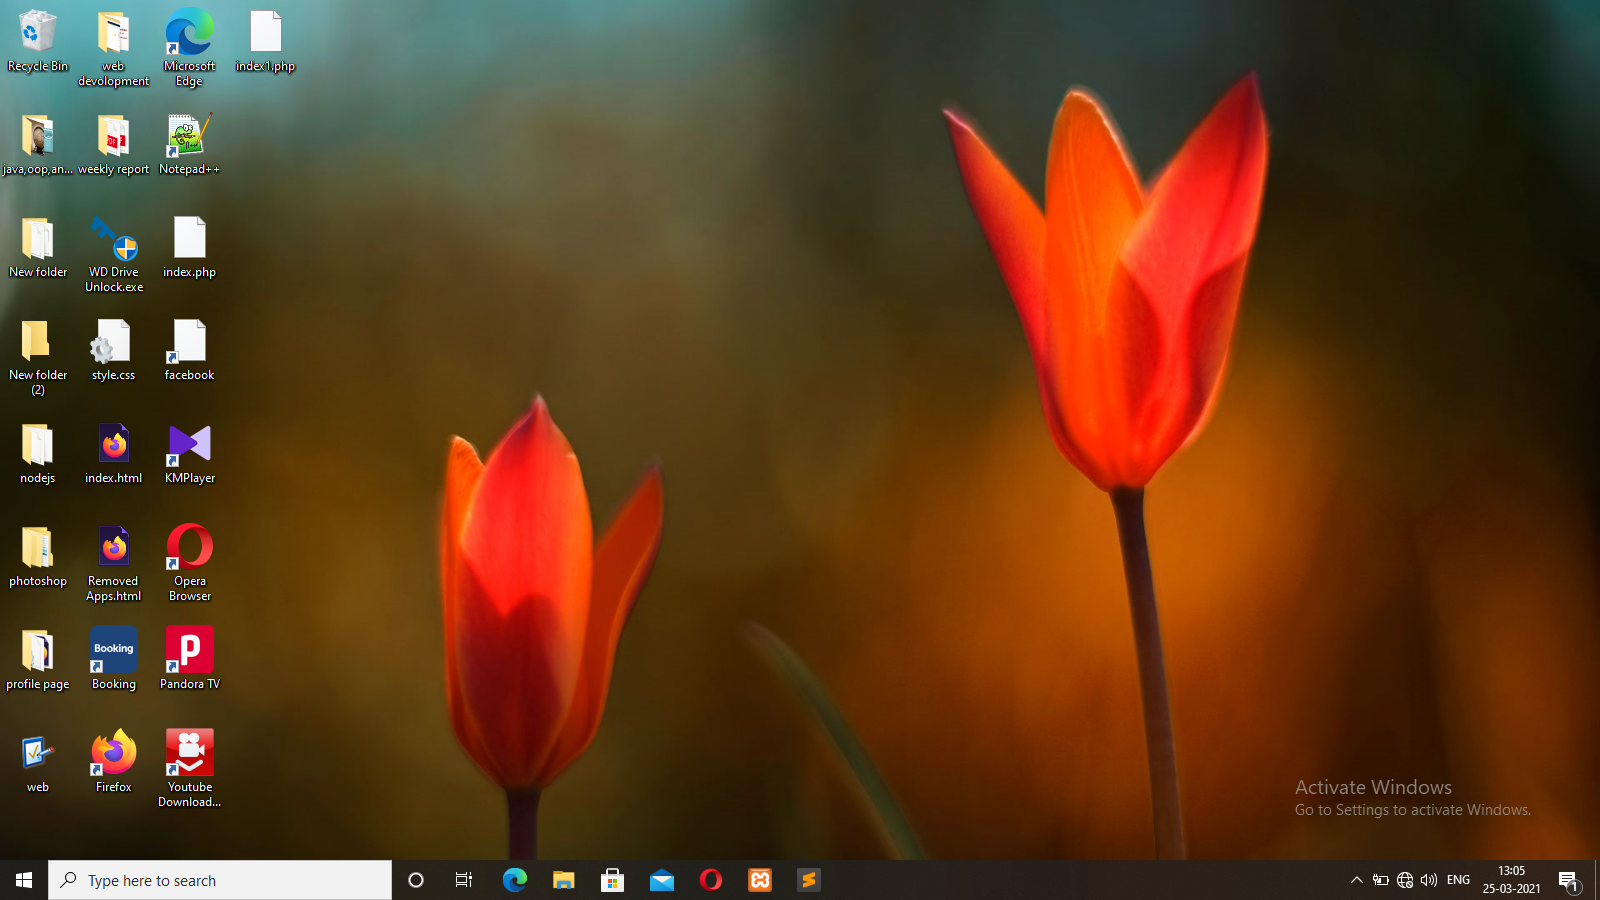 Recycle Bin
java,oop,an...
New folder
New folder
(2)
nodejs
photoshop
profile page
web
web
devolopment
weekly report
WD Drive
Unlock.exe
style.css
index.html
Removed
Apps.html
Booking
Booking
Firefox
Microsoft
Edge
Notepad++
index.php
facebook
KMPlayer
Opera
Browser
Pandora TV
Youtube
Download...
index1.php
Activate Windows
Go to Settings to activate Windows.
Type here to search
ENG
13:05
25-03-2021
1